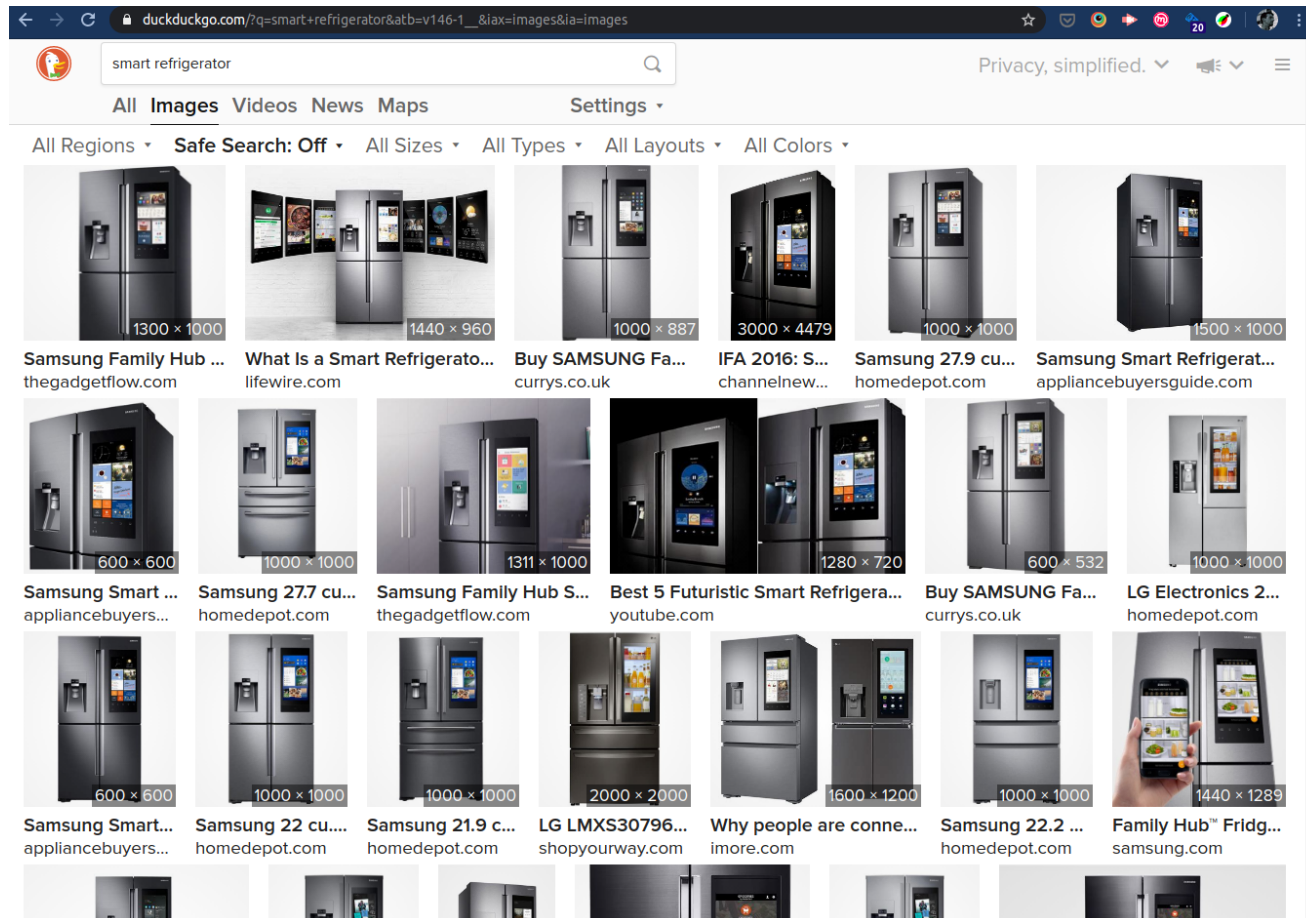 duckduckgo.com/?q=smart+refrigerator&atb=v146-1__&iax=images&ia=images
20
smart refrigerator
Privacy, simplified.
All Images Videos News Maps Settings
All Regions Safe Search: Off All Sizes All Types All Layouts All Colors
1300 × 1000 1440 × 960 1000 × 887 3000 × 4479 1000 × 1000 1500 × 1000
Samsung Family Hub ... What Is a Smart Refrigerato... Buy SAMSUNG Fa... IFA 2016: S... Samsung 27.9 cu... Samsung Smart Refrigerat...
thegadgetflow.com lifewire.com currys.co.uk channelnew... homedepot.com appliancebuyersguide.com
600 × 600 1000 × 1000 1311 × 1000 1280 × 720 600 × 532 1000 × 1000
Samsung Smart ... Samsung 27.7 cu... Samsung Family Hub S... Best 5 Futuristic Smart Refrigera... Buy SAMSUNG Fa... LG Electronics 2...
appliancebuyers... homedepot.com thegadgetflow.com youtube.com currys.co.uk homedepot.com
600 × 600 1000 × 1000 1000 × 1000 2000 × 2000 1600 × 1200 1000 × 1000 1440 × 1289
Samsung Smart... Samsung 22 cu.... Samsung 21.9 c... LG LMXS30796... Why people are conne... Samsung 22.2 ... Family Hub™ Fridg...
appliancebuyers... homedepot.com homedepot.com shopyourway.com imore.com homedepot.com samsung.com